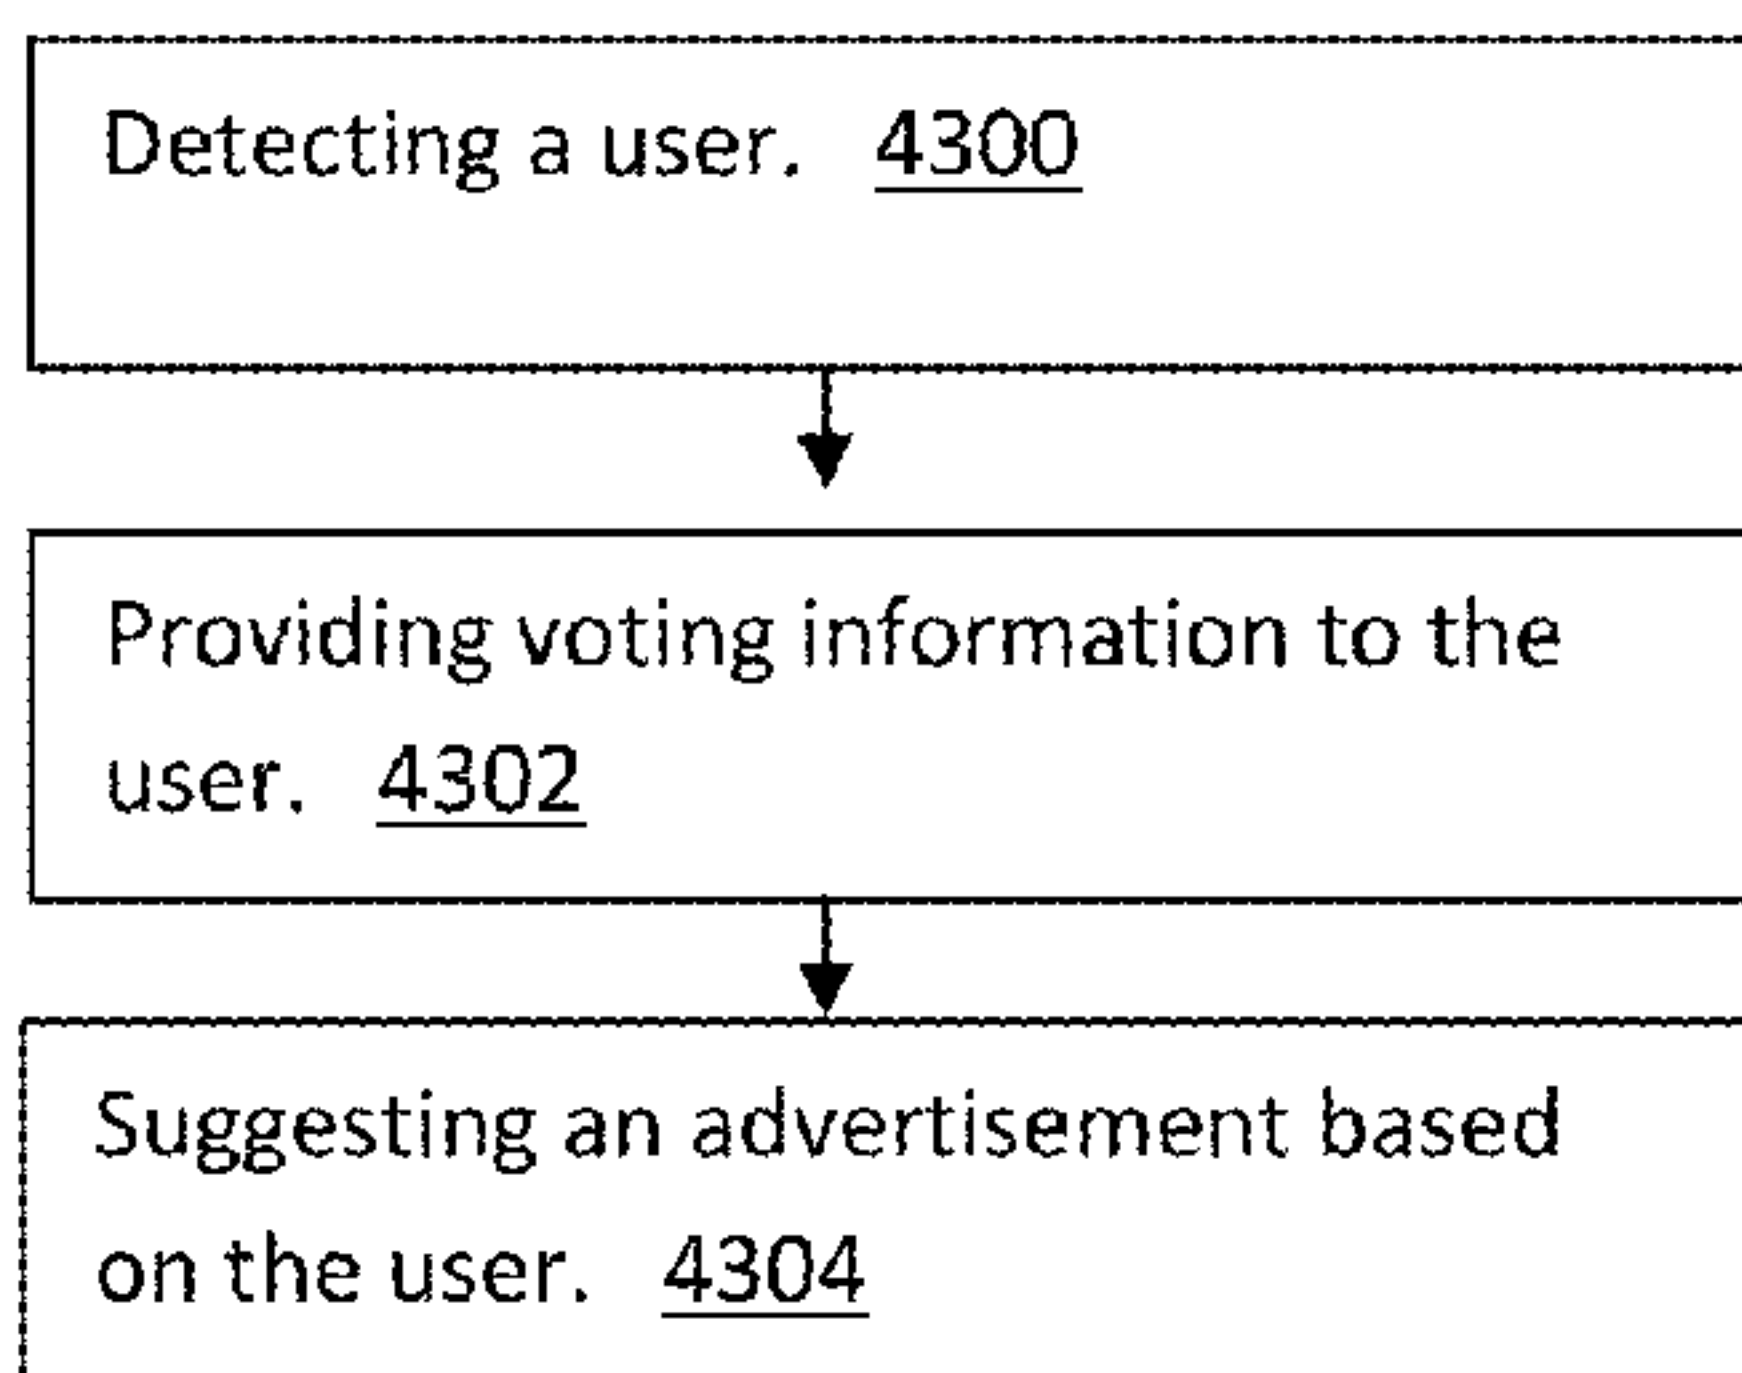 Detecting a user. 4300
Providing voting information to the
user. 4302
Suggesting an advertisement based
on the user. 4304